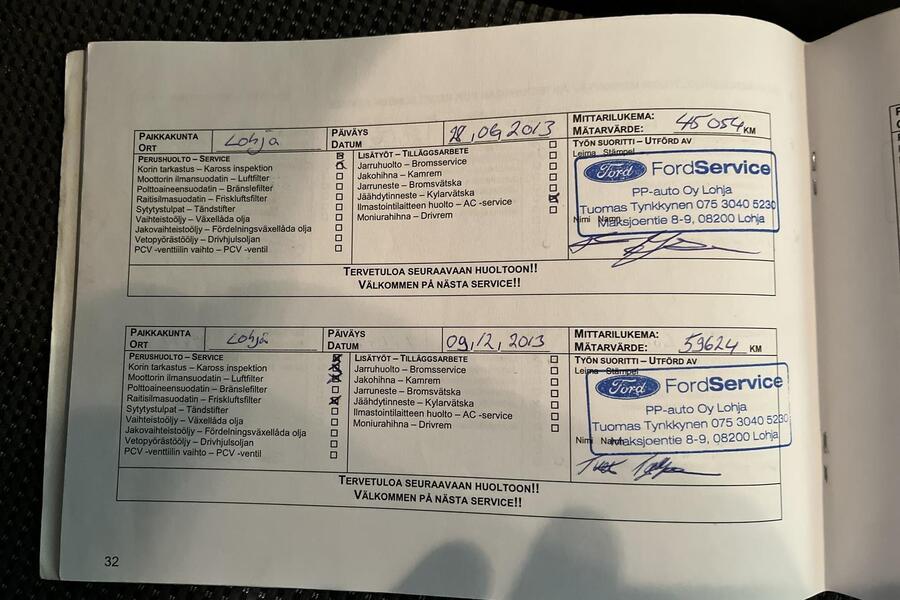 PAIKKAKUNTA ORT Lohja PÄIVÄYS DATUM 28,06,2013 MITTARILUKEMA: MÄTARVÄRDE: 45 054 KM
PERUSHUOLTO – SERVICE
Korin tarkastus – Kaross inspektion
Moottorin ilmansuodatin – Luftfilter
Polttoaineensuodatin – Bränslefilter
Raitisilmasuodatin – Friskluftsfilter
Sytytystulpat – Tändstifter
Vaihteistoöljy – Växellåda olja
Jakovaihteistoöljy – Fördelningsväxellåda olja
Vetopyörästööljy – Drivhjulsoljan
PCV -venttiilin vaihto – PCV -ventil
LISÄTYÖT – TILLÄGGSARBETE
Jarruhuolto – Bromsservice
Jakohihna – Kamrem
Jarruneste – Bromsvätska
Jäähdytinneste – Kylarvätska
Ilmastointilaitteen huolto – AC -service
Moniurahihna – Drivrem
TYÖN SUORITTI – UTFÖRD AV
Leima Stämpel
Ford FordService
PP-auto Oy Lohja
Tuomas Tynkkynen 075 3040 5230
Nimi Namn
Maksjoentie 8-9, 08200 Lohja
TERVETULOA SEURAAVAAN HUOLTOON!!
VÄLKOMMEN PÅ NÄSTA SERVICE!!
PAIKKAKUNTA ORT Lohja PÄIVÄYS DATUM 09,12,2013 MITTARILUKEMA: MÄTARVÄRDE: 59624 KM
PERUSHUOLTO – SERVICE
Korin tarkastus – Kaross inspektion
Moottorin ilmansuodatin – Luftfilter
Polttoaineensuodatin – Bränslefilter
Raitisilmasuodatin – Friskluftsfilter
Sytytystulpat – Tändstifter
Vaihteistoöljy – Växellåda olja
Jakovaihteistoöljy – Fördelningsväxellåda olja
Vetopyörästööljy – Drivhjulsoljan
PCV -venttiilin vaihto – PCV -ventil
LISÄTYÖT – TILLÄGGSARBETE
Jarruhuolto – Bromsservice
Jakohihna – Kamrem
Jarruneste – Bromsvätska
Jäähdytinneste – Kylarvätska
Ilmastointilaitteen huolto – AC -service
Moniurahihna – Drivrem
TYÖN SUORITTI – UTFÖRD AV
Leima Stämpel
Ford FordService
PP-auto Oy Lohja
Tuomas Tynkkynen 075 3040 5230
Nimi Namn
Maksjoentie 8-9, 08200 Lohja
TERVETULOA SEURAAVAAN HUOLTOON!!
VÄLKOMMEN PÅ NÄSTA SERVICE!!
32